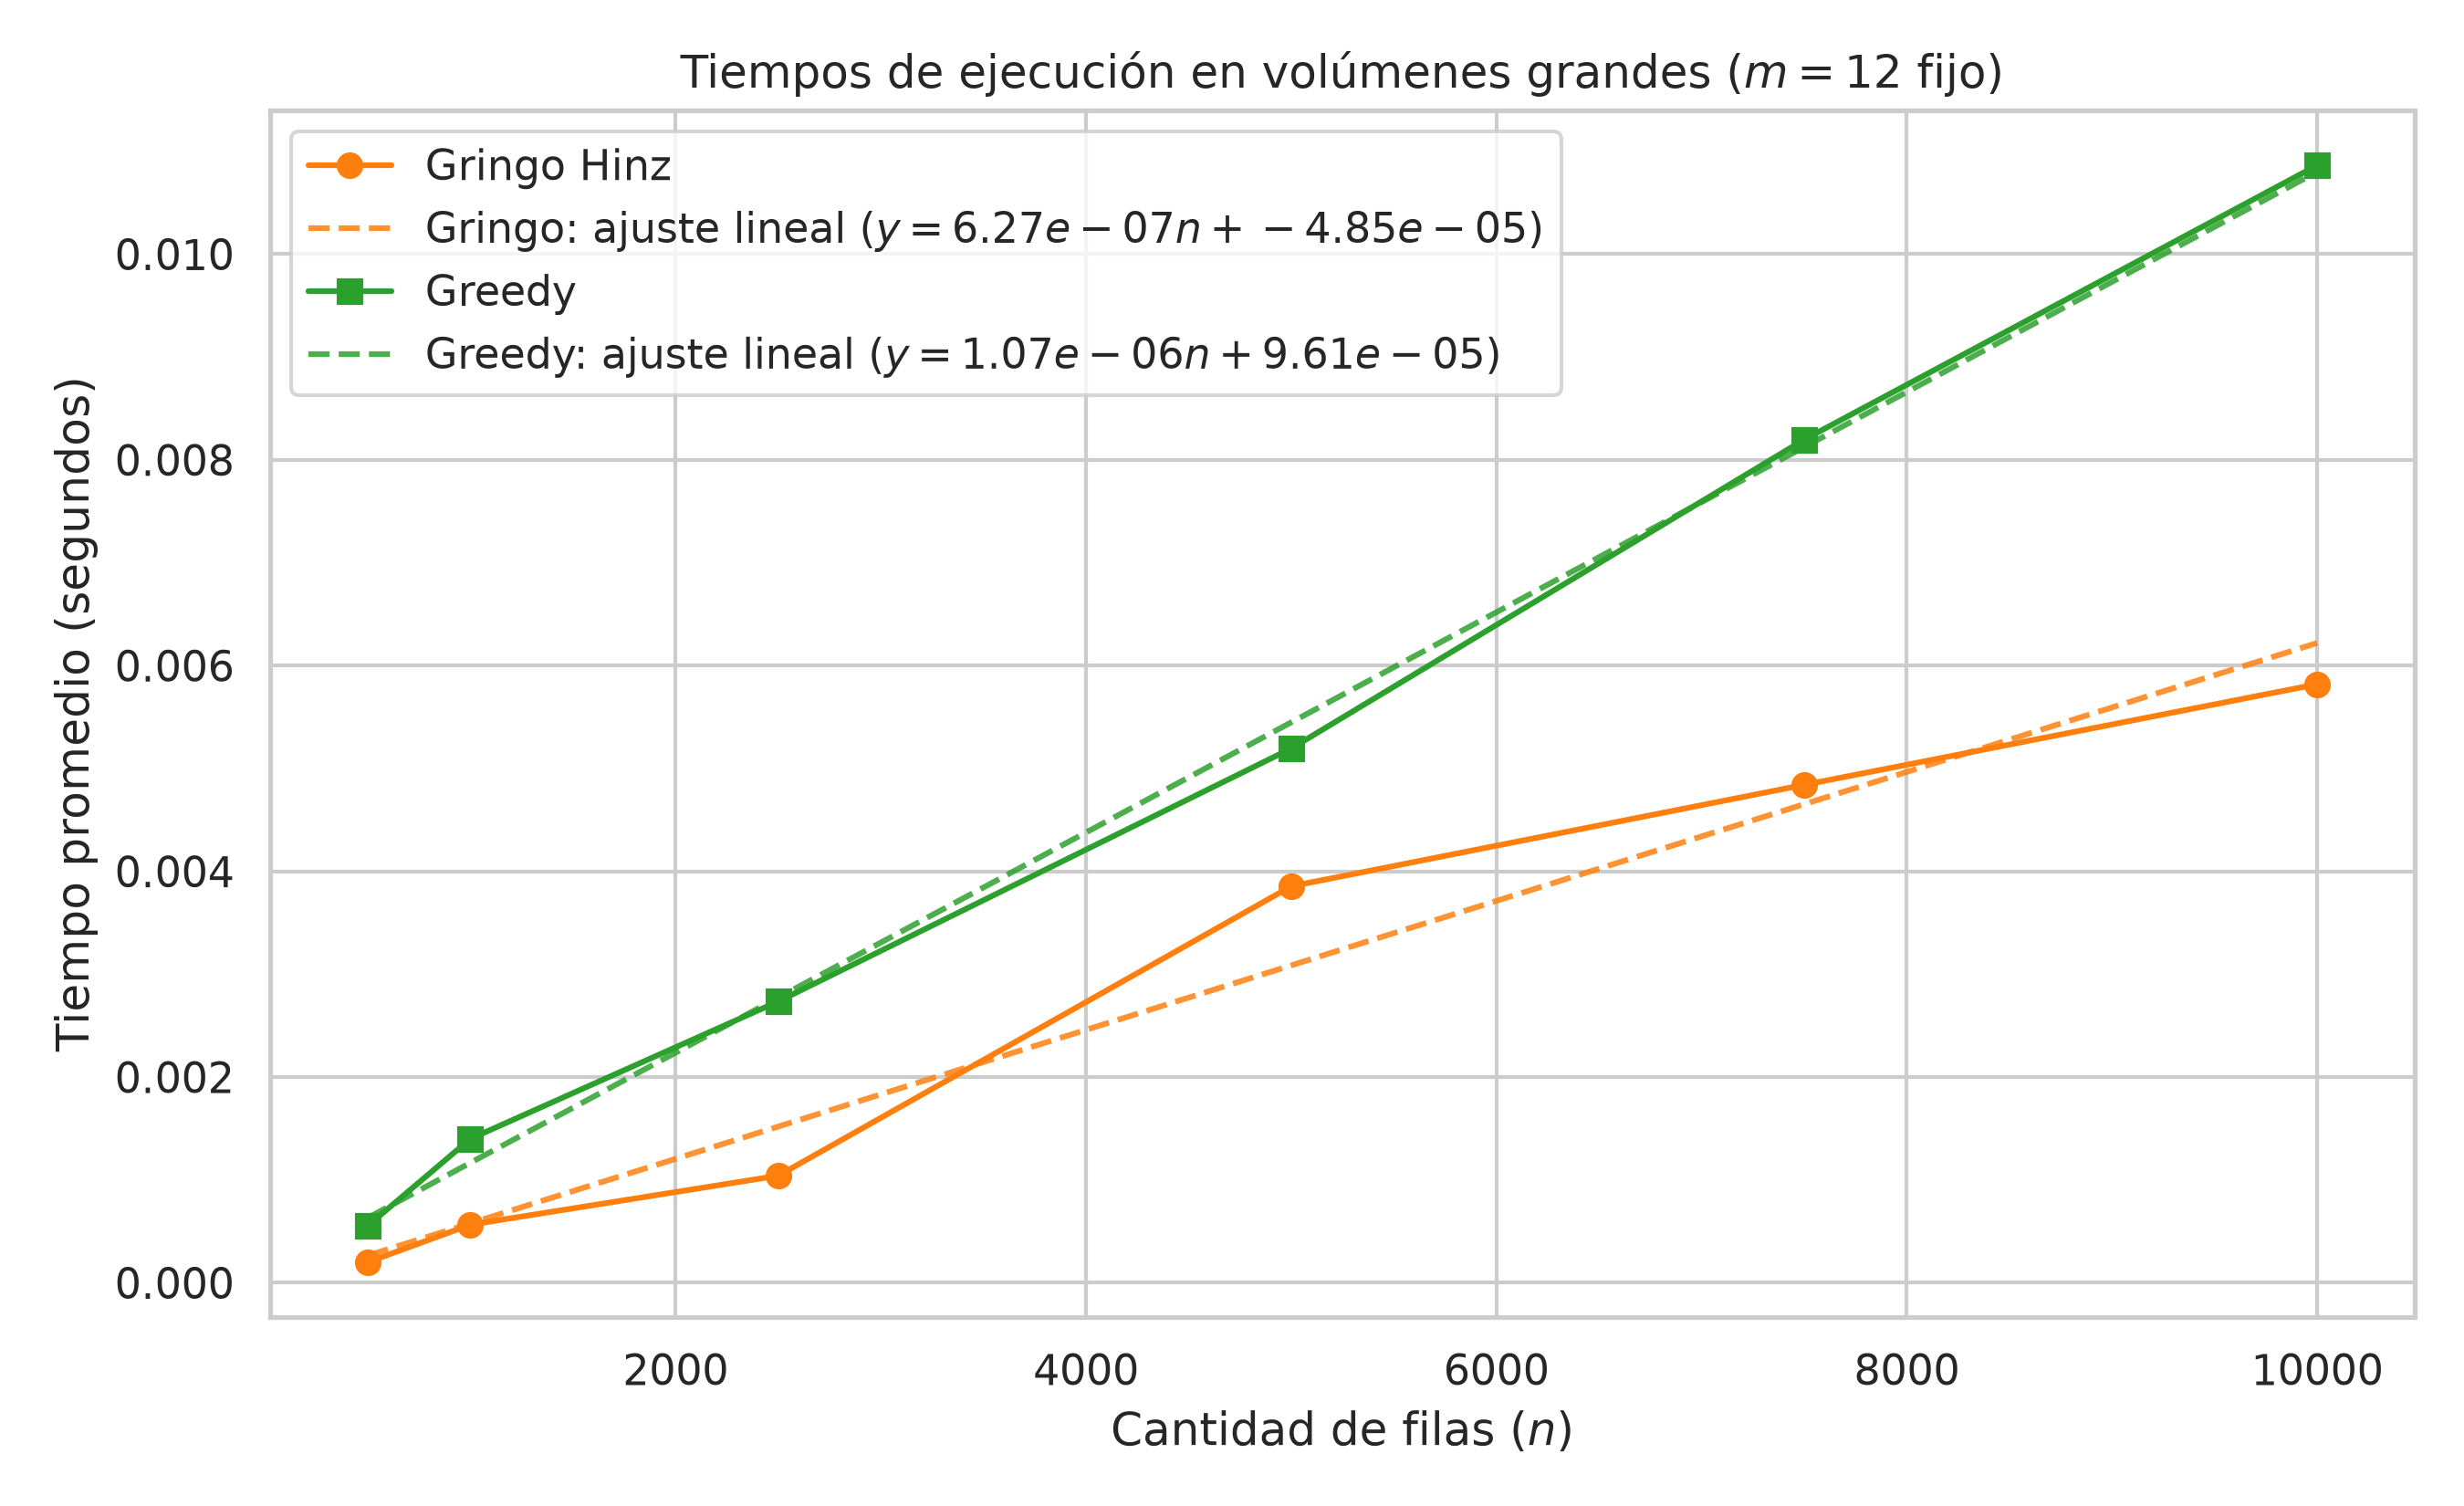 Tiempos de ejecución en volúmenes grandes (m = 12 fijo)
Gringo Hinz
Gringo: ajuste lineal (y = 6.27e − 07n + −4.85e − 05)
Greedy
Greedy: ajuste lineal (y = 1.07e − 06n + 9.61e − 05)
Tiempo promedio (segundos)
0.010
0.008
0.006
0.004
0.002
0.000
2000 4000 6000 8000 10000
Cantidad de filas (n)